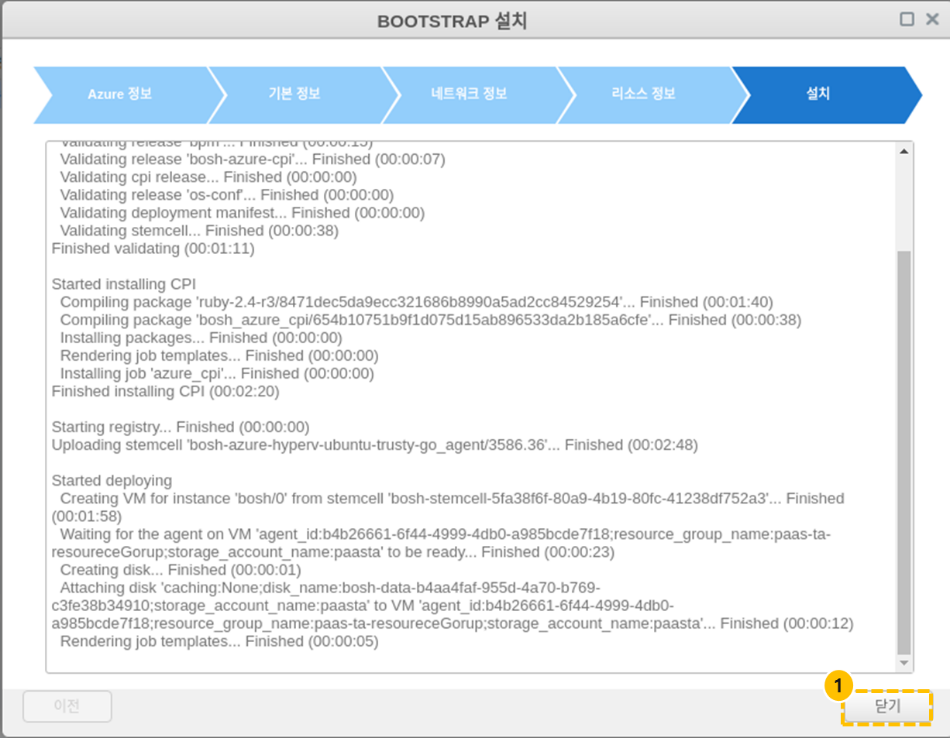 BOOTSTRAP 설치
Azure 정보
기본 정보
네트워크 정보
리소스 정보
설치
Validating release 'bpm'... Finished (00:00:15)
Validating release 'bosh-azure-cpi'... Finished (00:00:07)
Validating cpi release... Finished (00:00:00)
Validating release 'os-conf'... Finished (00:00:00)
Validating deployment manifest... Finished (00:00:00)
Validating stemcell... Finished (00:00:38)
Finished validating (00:01:11)
Started installing CPI
Compiling package 'ruby-2.4-r3/8471dec5da9ecc321686b8990a5ad2cc84529254'... Finished (00:01:40)
Compiling package 'bosh_azure_cpi/654b10751b9f1d075d15ab896533da2b185a6cfe'... Finished (00:00:38)
Installing packages... Finished (00:00:00)
Rendering job templates... Finished (00:00:00)
Installing job 'azure_cpi'... Finished (00:00:00)
Finished installing CPI (00:02:20)
Starting registry... Finished (00:00:00)
Uploading stemcell 'bosh-azure-hyperv-ubuntu-trusty-go_agent/3586.36'... Finished (00:02:48)
Started deploying
Creating VM for instance 'bosh/0' from stemcell 'bosh-stemcell-5fa38f6f-80a9-4b19-80fc-41238df752a3'... Finished
(00:01:58)
Waiting for the agent on VM 'agent_id:b4b26661-6f44-4999-4db0-a985bcde7f18;resource_group_name:paas-ta-
resoureceGorup;storage_account_name:paasta' to be ready... Finished (00:00:23)
Creating disk... Finished (00:00:01)
Attaching disk 'caching:None;disk_name:bosh-data-b4aa4faf-955d-4a70-b769-
c3fe38b34910;storage_account_name:paasta' to VM 'agent_id:b4b26661-6f44-4999-4db0-
a985bcde7f18;resource_group_name:paas-ta-resoureceGorup;storage_account_name:paasta'... Finished (00:00:12)
Rendering job templates... Finished (00:00:05)
1
이전
닫기